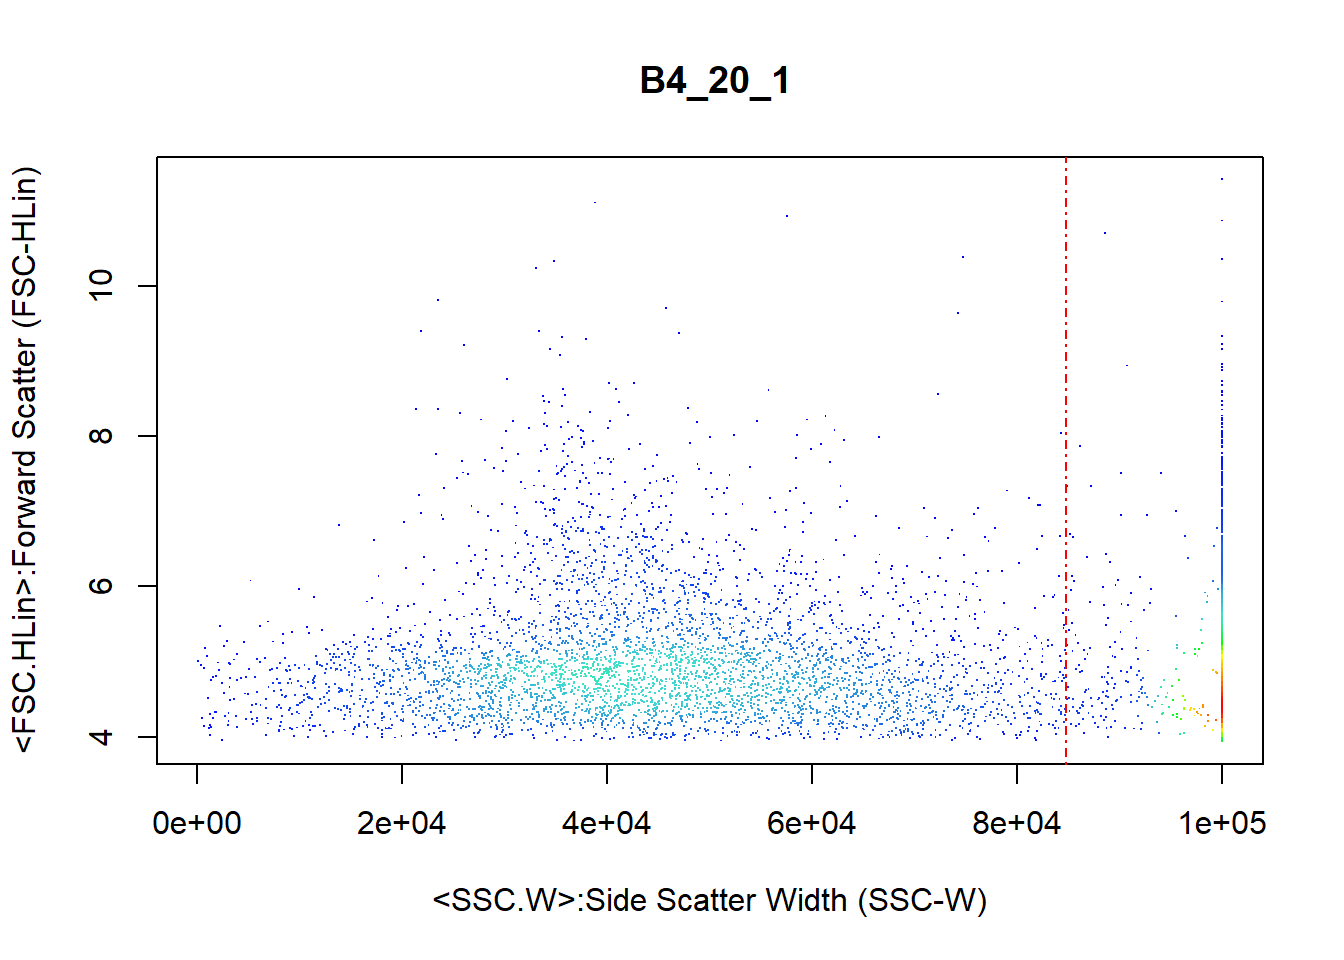 B4_20_1
<FSC.HLin>:Forward Scatter (FSC-HLin)
10
8
6
4
0e+00 2e+04 4e+04 6e+04 8e+04 1e+05
<SSC.W>:Side Scatter Width (SSC-W)